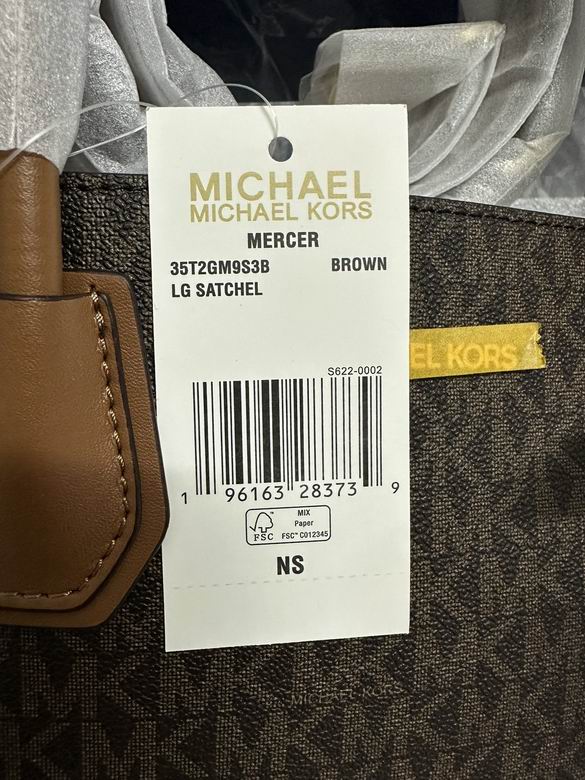 MICHAEL
MICHAEL KORS
MERCER
35T2GM9S3B BROWN
LG SATCHEL
EL KORS
S622-0002
1 96163 28373 9
FSC™
MIX
Paper
FSC™ C012345
NS
MICHAEL KORS